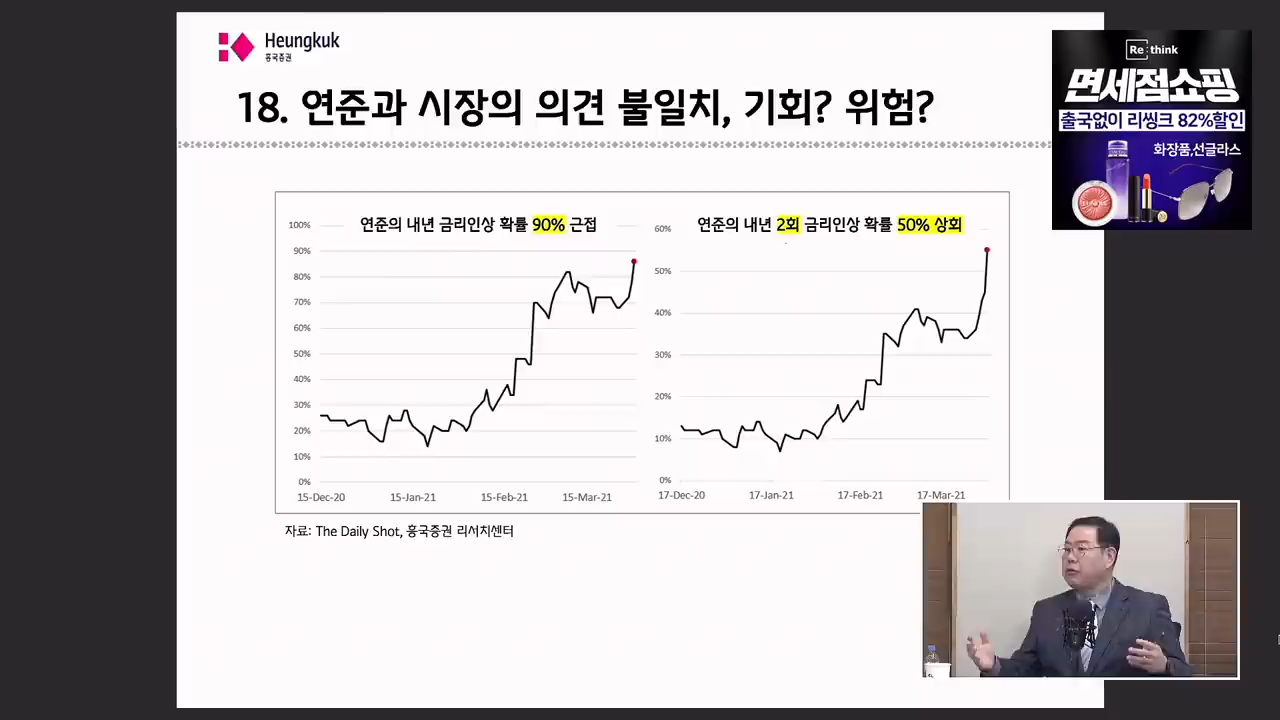 Heungkuk
흥국증권
18. 연준과 시장의 의견 불일치, 기회? 위험?
연준의 내년 금리인상 확률 90% 근접
100%
90%
80%
70%
60%
50%
40%
30%
20%
10%
0%
15-Dec-20 15-Jan-21 15-Feb-21 15-Mar-21
연준의 내년 2회 금리인상 확률 50% 상회
60%
50%
40%
30%
20%
10%
0%
17-Dec-20 17-Jan-21 17-Feb-21 17-Mar-21
자료: The Daily Shot, 흥국증권 리서치센터
Re:think
면세점쇼핑
출국없이 리씽크 82%할인
화장품,선글라스